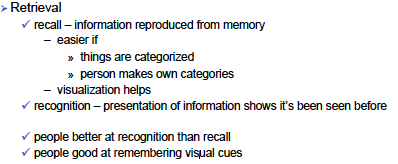 ➢ Retrieval
✓ recall – information reproduced from memory
– easier if
» things are categorized
» person makes own categories
– visualization helps
✓ recognition – presentation of information shows it’s been seen before
✓ people better at recognition than recall
✓ people good at remembering visual cues